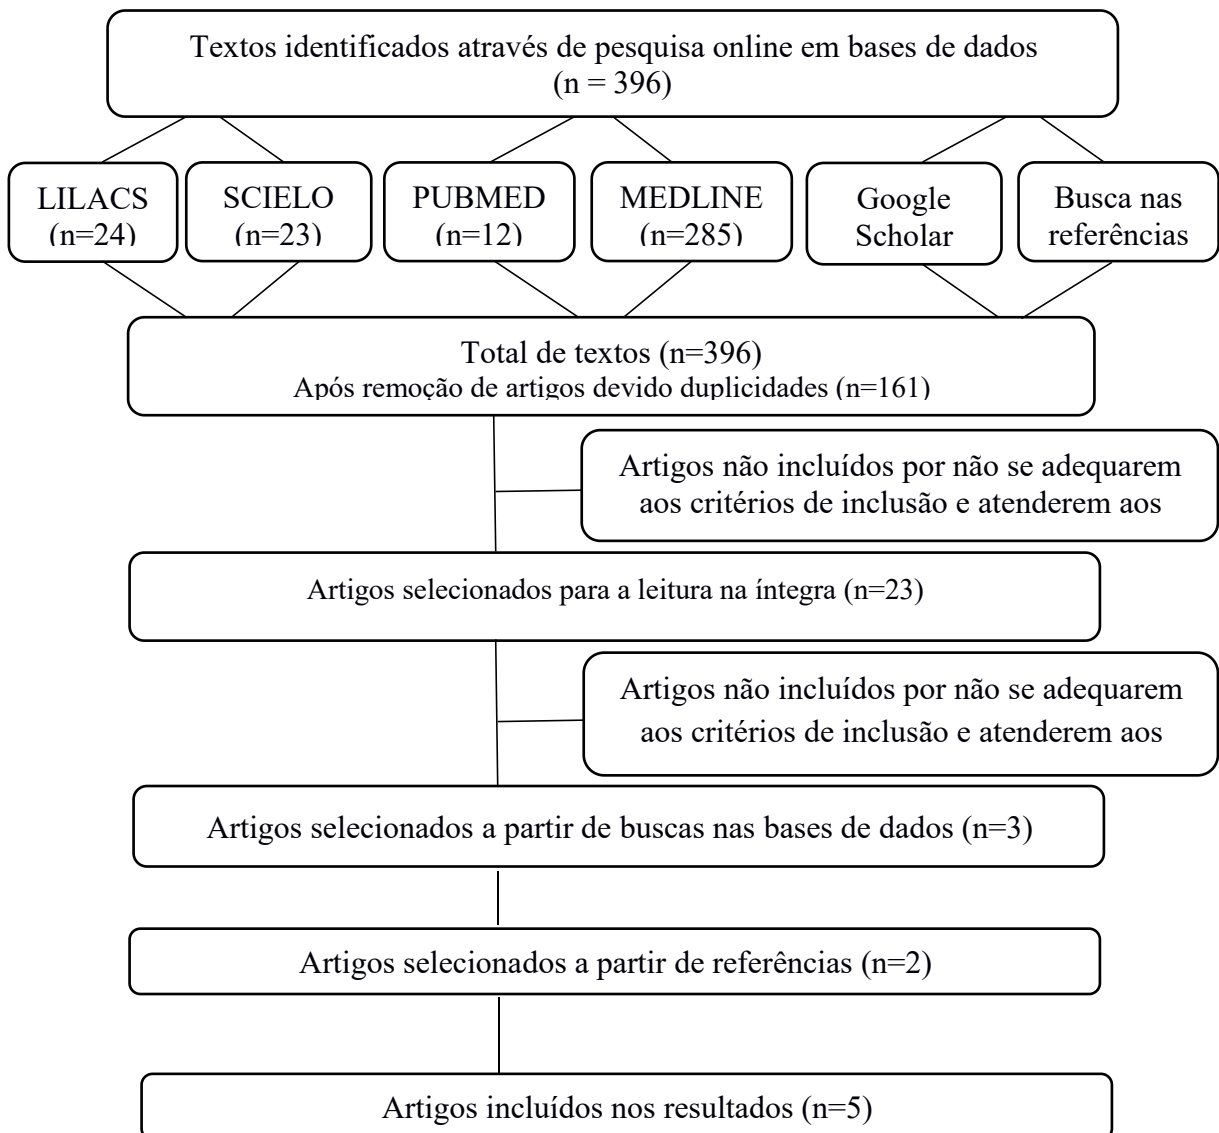 Textos identificados através de pesquisa online em bases de dados
(n = 396)
LILACS
(n=24)
SCIELO
(n=23)
PUBMED
(n=12)
MEDLINE
(n=285)
Google
Scholar
Busca nas
referências
Total de textos (n=396)
Após remoção de artigos devido duplicidades (n=161)
Artigos não incluídos por não se adequarem
aos critérios de inclusão e atenderem aos
Artigos selecionados para a leitura na íntegra (n=23)
Artigos não incluídos por não se adequarem
aos critérios de inclusão e atenderem aos
Artigos selecionados a partir de buscas nas bases de dados (n=3)
Artigos selecionados a partir de referências (n=2)
Artigos incluídos nos resultados (n=5)